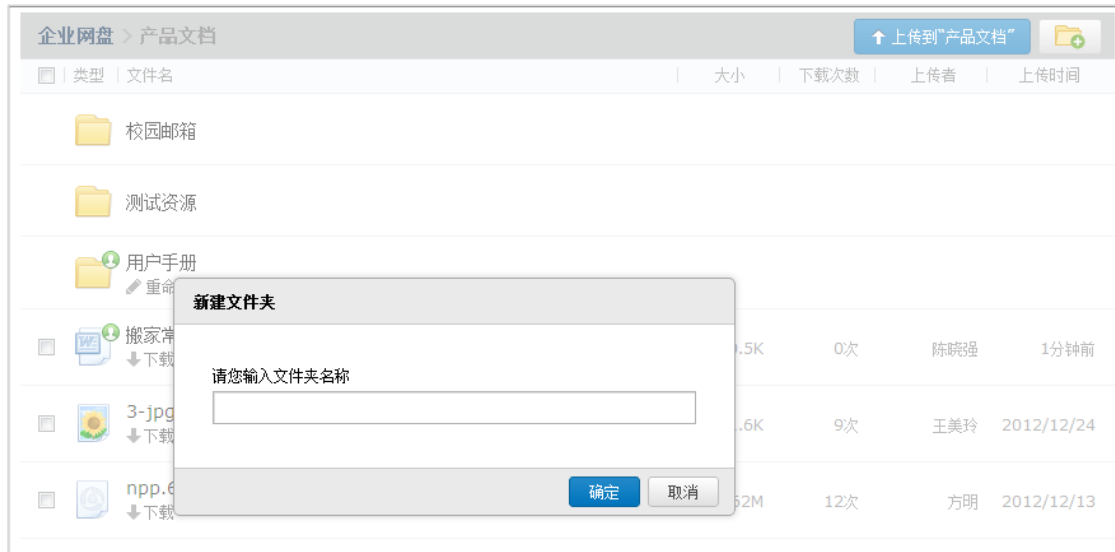 企业网盘 > 产品文档
上传到"产品文档"
类型 文件名 大小 下载次数 上传者 上传时间
校园邮箱
测试资源
用户手册
重命
新建文件夹
搬家常
下载
.5K 0次 陈晓强 1分钟前
请您输入文件夹名称
3-jpg
下载
.6K 9次 王美玲 2012/12/24
npp.6
下载
52M 12次 方明 2012/12/13
确定 取消